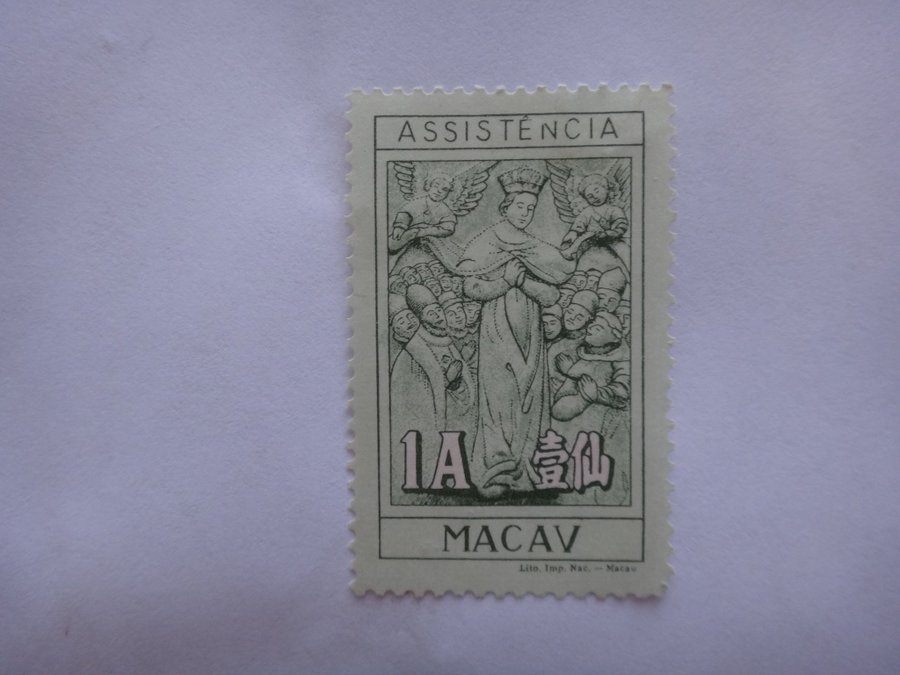 ASSISTÊNCIA
1A 壹仙
MACAV
Lito. Imp. Nac. — Macau